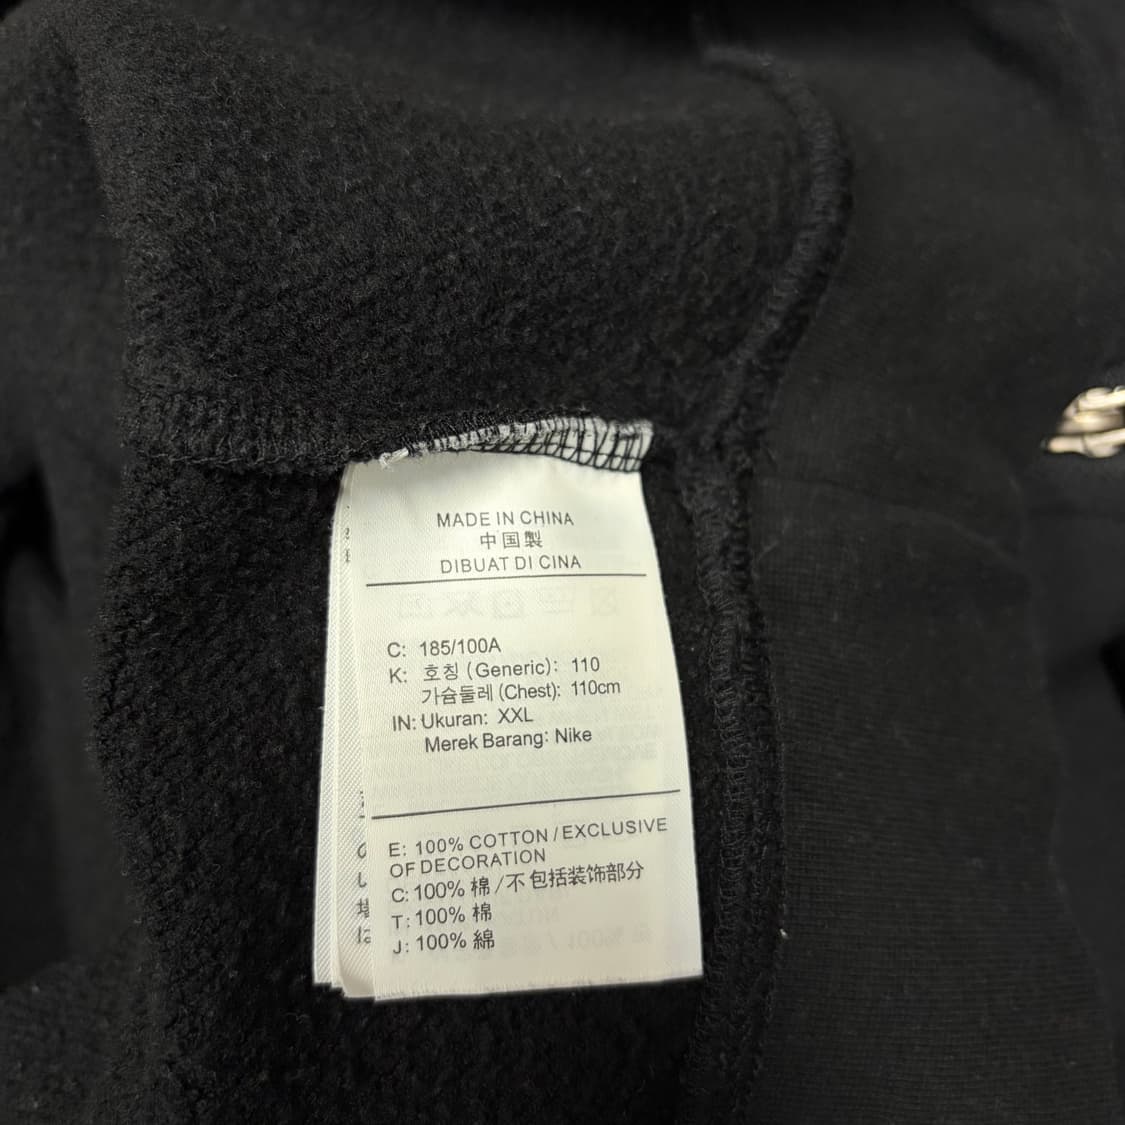 MADE IN CHINA
中国製
DIBUAT DI CINA
C: 185/100A
K: 호칭 (Generic): 110
가슴둘레 (Chest): 110cm
IN: Ukuran: XXL
Merek Barang: Nike
E: 100% COTTON / EXCLUSIVE
OF DECORATION
C: 100% 棉 / 不包括装饰部分
T: 100% 棉
J: 100% 綿